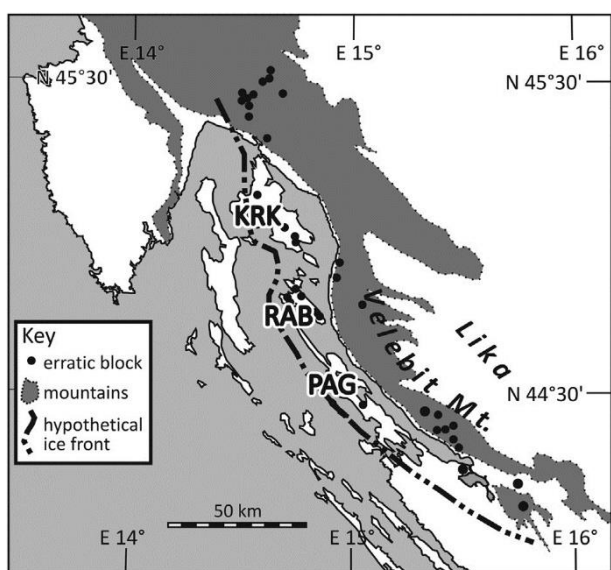 E 14°
E 15°
E 16°
N 45°30'
N 45°30'
KRK
RAB
PAG
Velebit Mt.
Lika
N 44°30'
Key
erratic block
mountains
hypothetical
ice front
50 km
E 14°
E 15°
E 16°